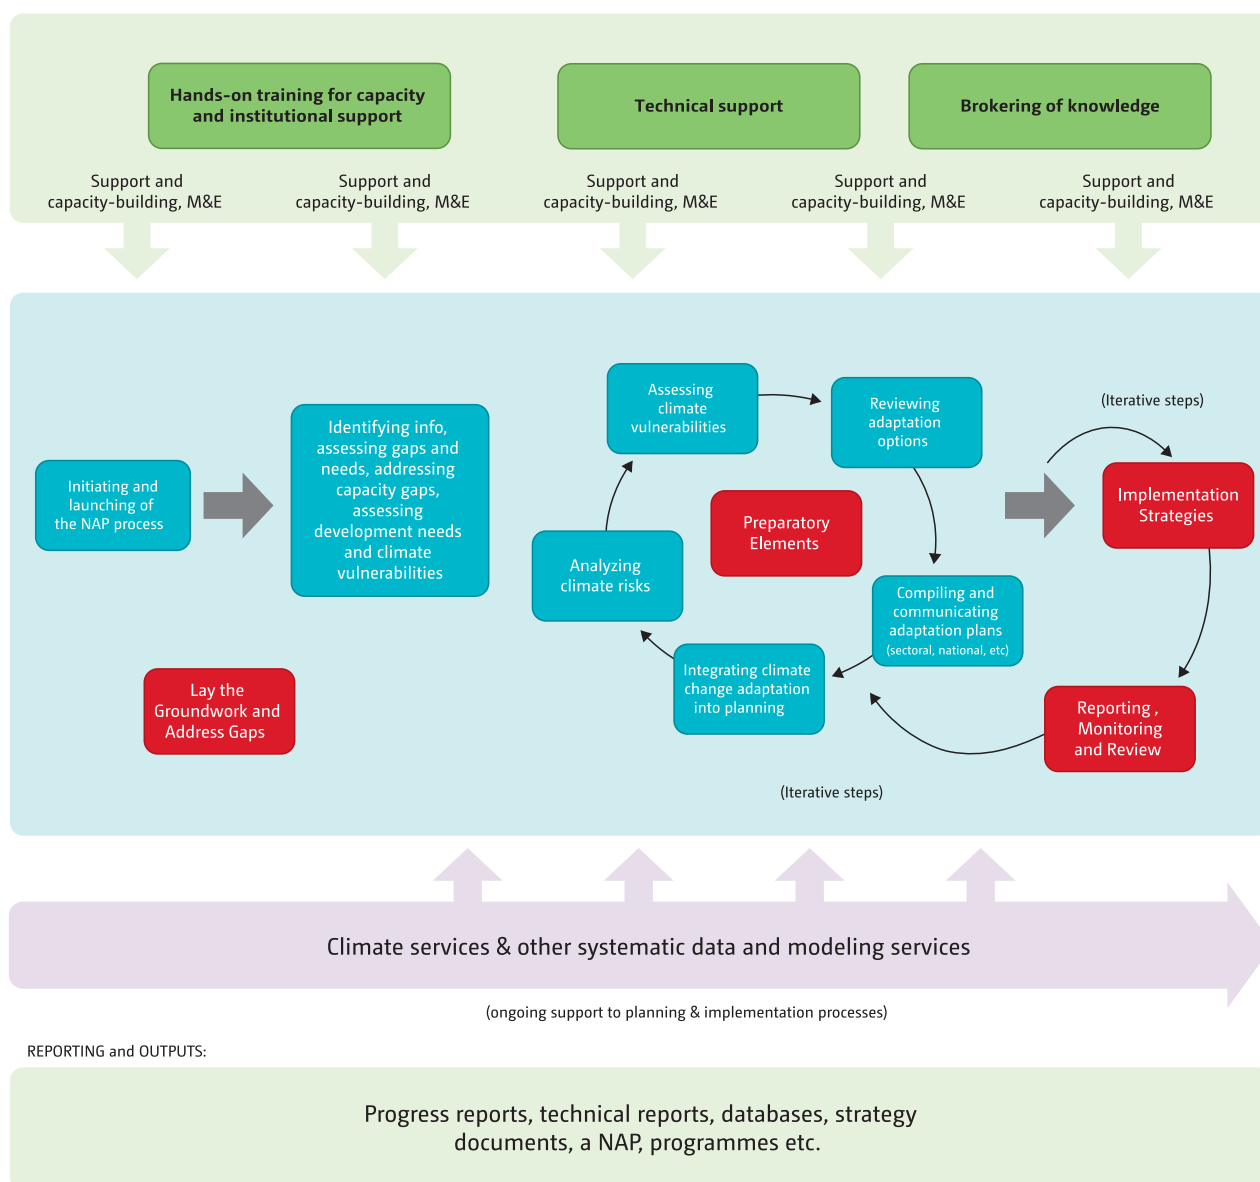 Hands-on training for capacity
and institutional support
Technical support
Brokering of knowledge
Support and
capacity-building, M&E
Support and
capacity-building, M&E
Support and
capacity-building, M&E
Support and
capacity-building, M&E
Support and
capacity-building, M&E
Initiating and
launching of
the NAP process
Identifying info,
assessing gaps and
needs, addressing
capacity gaps,
assessing
development needs
and climate
vulnerabilities
Lay the
Groundwork and
Address Gaps
Assessing
climate
vulnerabilities
Reviewing
adaptation
options
Preparatory
Elements
Analyzing
climate risks
Compiling and
communicating
adaptation plans
(sectoral, national, etc)
Integrating climate
change adaptation
into planning
(Iterative steps)
Implementation
Strategies
Reporting ,
Monitoring
and Review
(Iterative steps)
Climate services & other systematic data and modeling services
(ongoing support to planning & implementation processes)
REPORTING and OUTPUTS:
Progress reports, technical reports, databases, strategy
documents, a NAP, programmes etc.